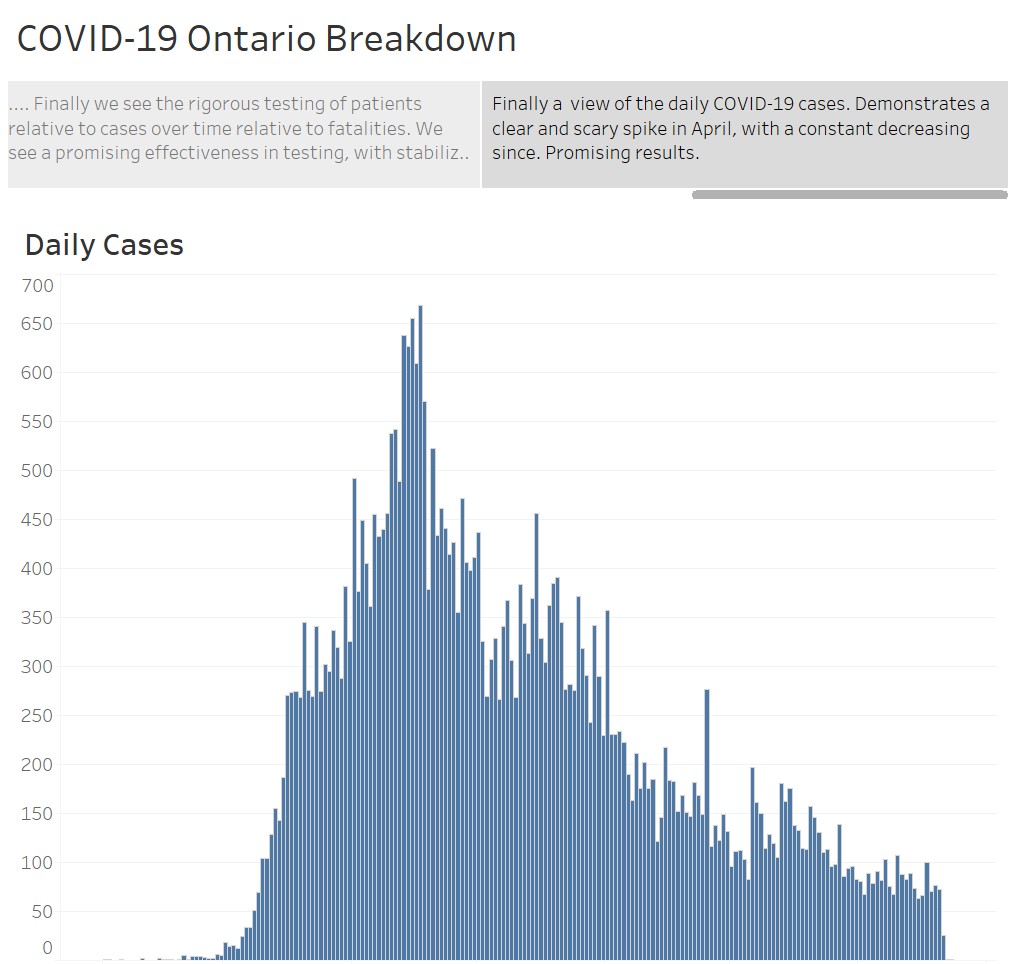 COVID-19 Ontario Breakdown
.... Finally we see the rigorous testing of patients
relative to cases over time relative to fatalities. We
see a promising effectiveness in testing, with stabiliz..
Finally a  view of the daily COVID-19 cases. Demonstrates a
clear and scary spike in April, with a constant decreasing
since. Promising results.
Daily Cases
700
650
600
550
500
450
400
350
300
250
200
150
100
50
0